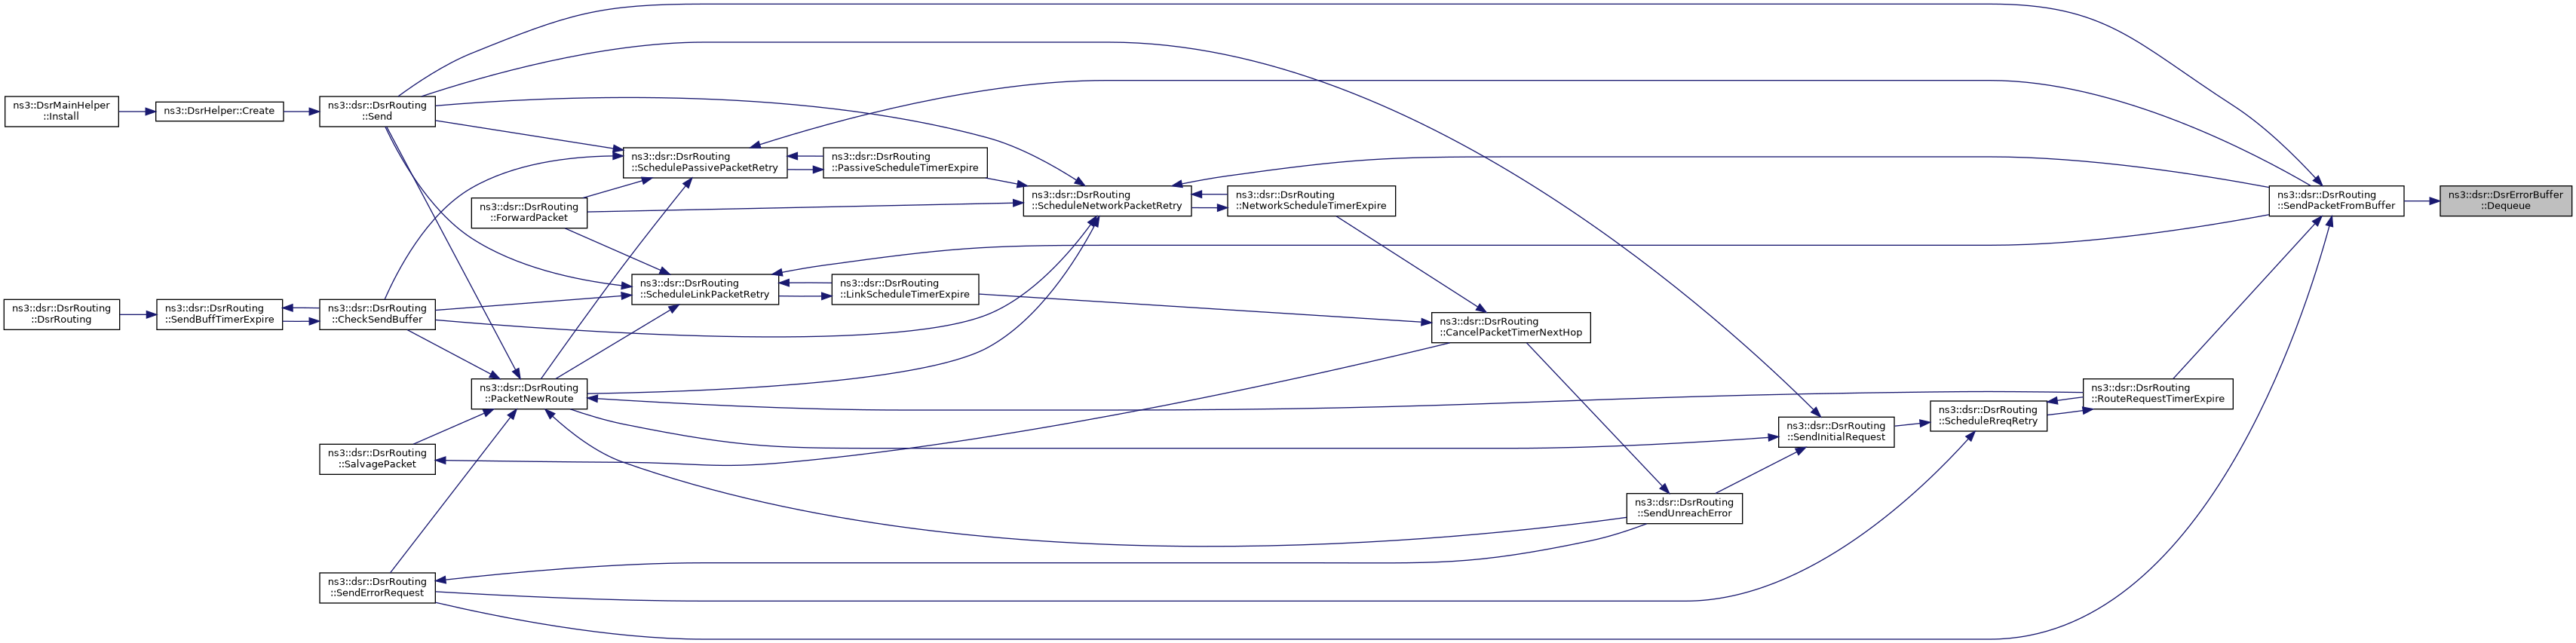 ns3::DsrMainHelper
::Install
ns3::DsrHelper::Create
ns3::dsr::DsrRouting
::Send
ns3::dsr::DsrRouting
::SchedulePassivePacketRetry
ns3::dsr::DsrRouting
::PassiveScheduleTimerExpire
ns3::dsr::DsrRouting
::ForwardPacket
ns3::dsr::DsrRouting
::ScheduleNetworkPacketRetry
ns3::dsr::DsrRouting
::NetworkScheduleTimerExpire
ns3::dsr::DsrRouting
::SendPacketFromBuffer
ns3::dsr::DsrErrorBuffer
::Dequeue
ns3::dsr::DsrRouting
::ScheduleLinkPacketRetry
ns3::dsr::DsrRouting
::LinkScheduleTimerExpire
ns3::dsr::DsrRouting
::DsrRouting
ns3::dsr::DsrRouting
::SendBuffTimerExpire
ns3::dsr::DsrRouting
::CheckSendBuffer
ns3::dsr::DsrRouting
::CancelPacketTimerNextHop
ns3::dsr::DsrRouting
::PacketNewRoute
ns3::dsr::DsrRouting
::RouteRequestTimerExpire
ns3::dsr::DsrRouting
::ScheduleRreqRetry
ns3::dsr::DsrRouting
::SendInitialRequest
ns3::dsr::DsrRouting
::SalvagePacket
ns3::dsr::DsrRouting
::SendUnreachError
ns3::dsr::DsrRouting
::SendErrorRequest